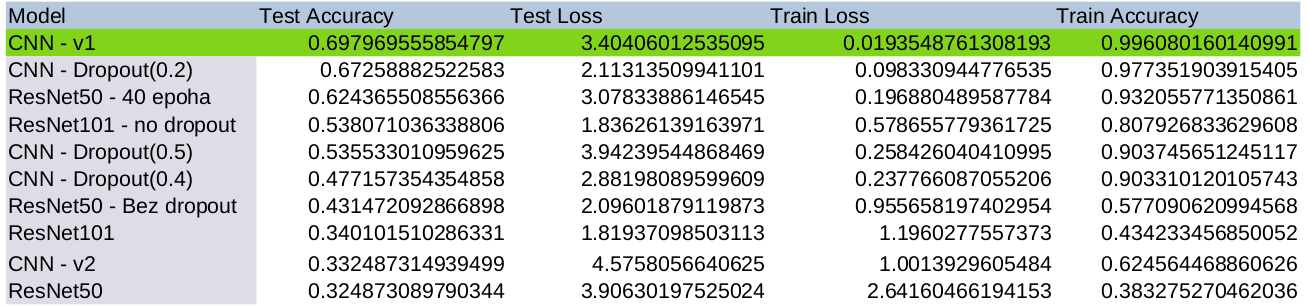 Model Test Accuracy Test Loss Train Loss Train Accuracy
CNN - v1 0.697969555854797 3.40406012535095 0.0193548761308193 0.996080160140991
CNN - Dropout(0.2) 0.67258882522583 2.11313509941101 0.098330944776535 0.977351903915405
ResNet50 - 40 epoha 0.624365508556366 3.07833886146545 0.196880489587784 0.932055771350861
ResNet101 - no dropout 0.538071036338806 1.83626139163971 0.578655779361725 0.807926833629608
CNN - Dropout(0.5) 0.535533010959625 3.94239544868469 0.258426040410995 0.903745651245117
CNN - Dropout(0.4) 0.477157354354858 2.88198089599609 0.237766087055206 0.903310120105743
ResNet50 - Bez dropout 0.431472092866898 2.09601879119873 0.955658197402954 0.577090620994568
ResNet101 0.340101510286331 1.81937098503113 1.1960277557373 0.434233456850052
CNN - v2 0.332487314939499 4.5758056640625 1.0013929605484 0.624564468860626
ResNet50 0.324873089790344 3.90630197525024 2.64160466194153 0.383275270462036